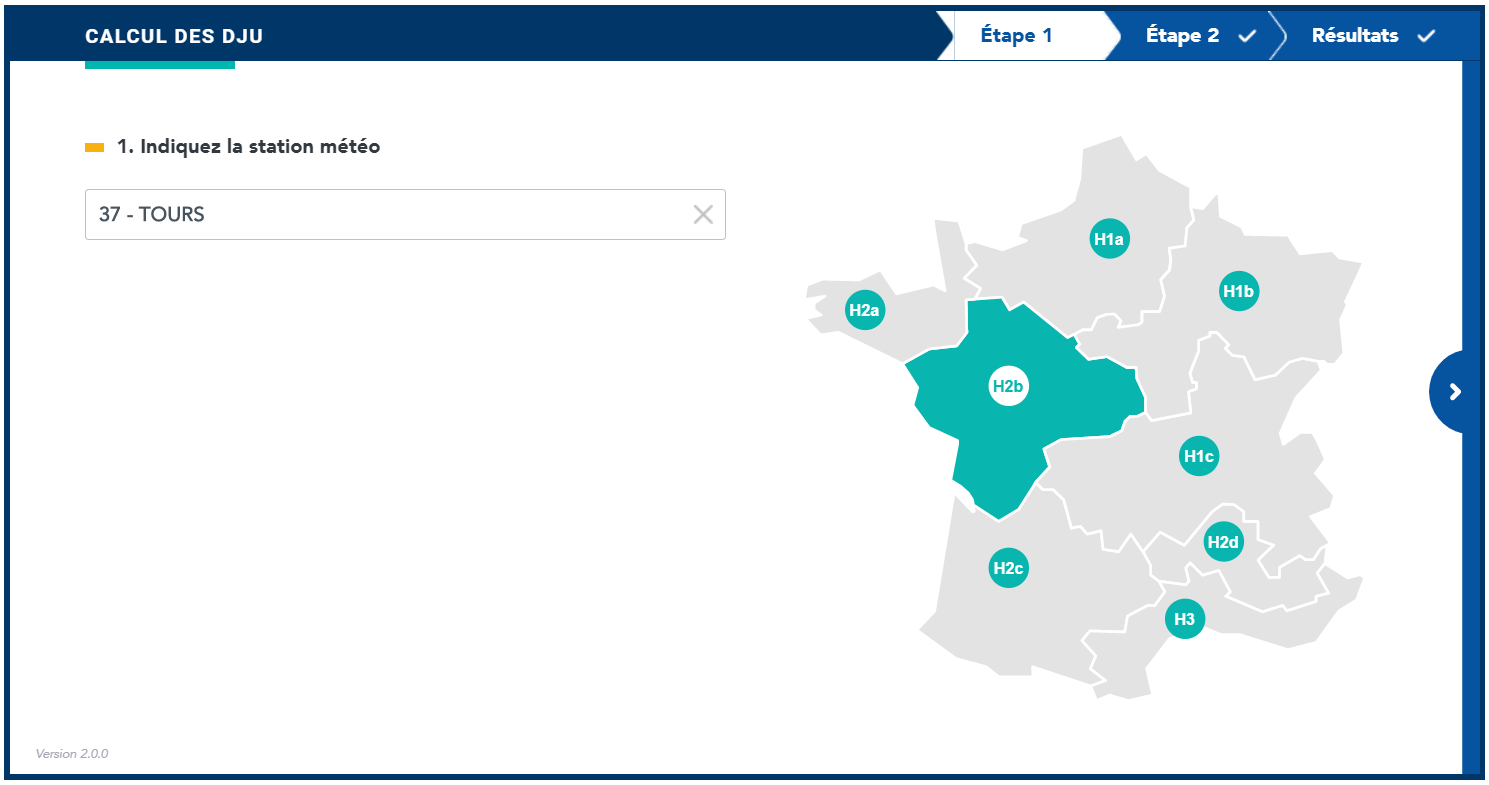 CALCUL DES DJU
Étape 1
Étape 2
Résultats
1. Indiquez la station météo
37 - TOURS
H1a
H1b
H2a
H2b
H1c
H2d
H2c
H3
Version 2.0.0